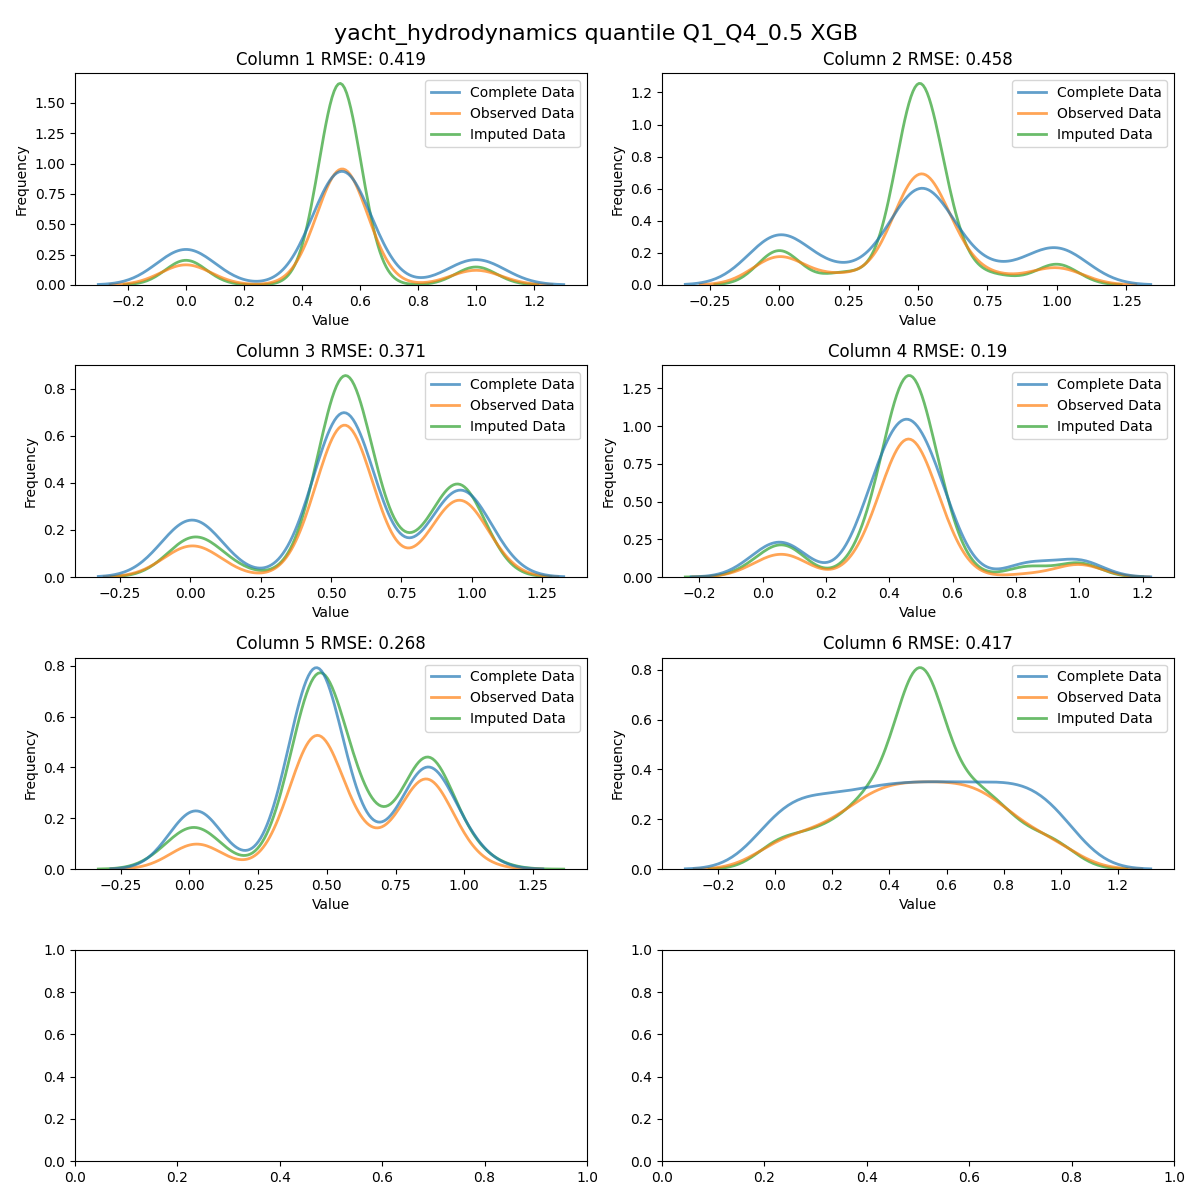 yacht_hydrodynamics quantile Q1_Q4_0.5 XGB
Column 1 RMSE: 0.419
Frequency
1.50
1.25
1.00
0.75
0.50
0.25
0.00
Complete Data
Observed Data
Imputed Data
−0.2 0.0 0.2 0.4 0.6 0.8 1.0 1.2
Value
Column 2 RMSE: 0.458
Frequency
1.2
1.0
0.8
0.6
0.4
0.2
0.0
Complete Data
Observed Data
Imputed Data
−0.25 0.00 0.25 0.50 0.75 1.00 1.25
Value
Column 3 RMSE: 0.371
Frequency
0.8
0.6
0.4
0.2
0.0
Complete Data
Observed Data
Imputed Data
−0.25 0.00 0.25 0.50 0.75 1.00 1.25
Value
Column 4 RMSE: 0.19
Frequency
1.25
1.00
0.75
0.50
0.25
0.00
Complete Data
Observed Data
Imputed Data
−0.2 0.0 0.2 0.4 0.6 0.8 1.0 1.2
Value
Column 5 RMSE: 0.268
Frequency
0.8
0.6
0.4
0.2
0.0
Complete Data
Observed Data
Imputed Data
−0.25 0.00 0.25 0.50 0.75 1.00 1.25
Value
Column 6 RMSE: 0.417
Frequency
0.8
0.6
0.4
0.2
0.0
Complete Data
Observed Data
Imputed Data
−0.2 0.0 0.2 0.4 0.6 0.8 1.0 1.2
Value
1.0
0.8
0.6
0.4
0.2
0.0
0.0 0.2 0.4 0.6 0.8 1.0
1.0
0.8
0.6
0.4
0.2
0.0
0.0 0.2 0.4 0.6 0.8 1.0